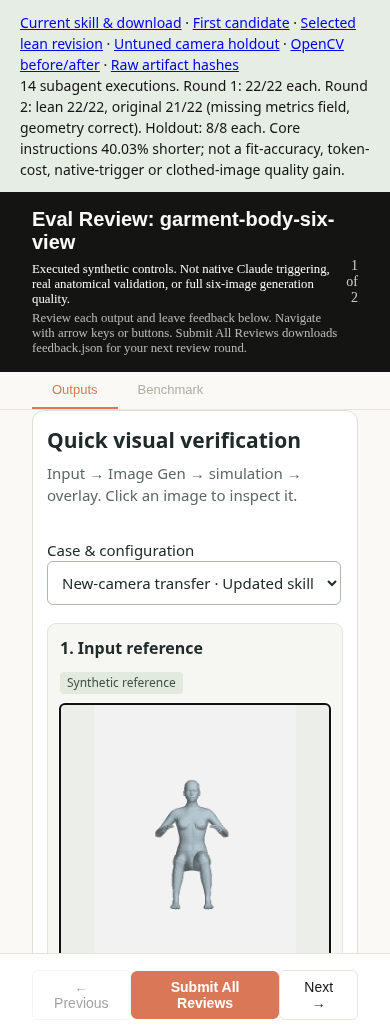 Current skill & download · First candidate · Selected
lean revision · Untuned camera holdout · OpenCV
before/after · Raw artifact hashes
14 subagent executions. Round 1: 22/22 each. Round
2: lean 22/22, original 21/22 (missing metrics field,
geometry correct). Holdout: 8/8 each. Core
instructions 40.03% shorter; not a fit-accuracy, token-
cost, native-trigger or clothed-image quality gain.
Eval Review: garment-body-six-
view
Executed synthetic controls. Not native Claude triggering,
real anatomical validation, or full six-image generation
quality.
Review each output and leave feedback below. Navigate
with arrow keys or buttons. Submit All Reviews downloads
feedback.json for your next review round.
1
of
2
Outputs
Benchmark
Quick visual verification
Input → Image Gen → simulation →
overlay. Click an image to inspect it.
Case & configuration
New-camera transfer · Updated skill
1. Input reference
Synthetic reference
←
Previous
Submit All
Reviews
Next
→